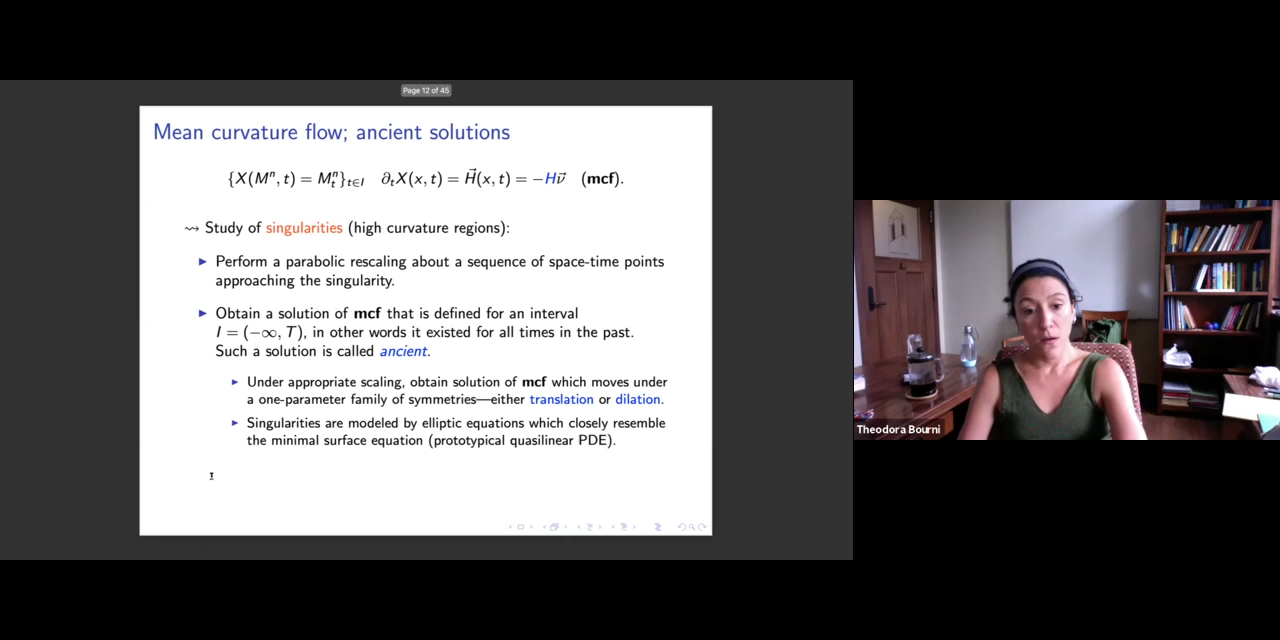 Page 12 of 45
Mean curvature flow; ancient solutions
{X(Mⁿ, t) = Mₜⁿ}ₜ∈I ∂ₜX(x, t) = H⃗(x, t) = −Hν⃗ (mcf).
⇝ Study of singularities (high curvature regions):
▶ Perform a parabolic rescaling about a sequence of space-time points
approaching the singularity.
▶ Obtain a solution of mcf that is defined for an interval
I = (−∞, T), in other words it existed for all times in the past.
Such a solution is called ancient.
▶ Under appropriate scaling, obtain solution of mcf which moves under
a one-parameter family of symmetries—either translation or dilation.
▶ Singularities are modeled by elliptic equations which closely resemble
the minimal surface equation (prototypical quasilinear PDE).
Theodora Bourni